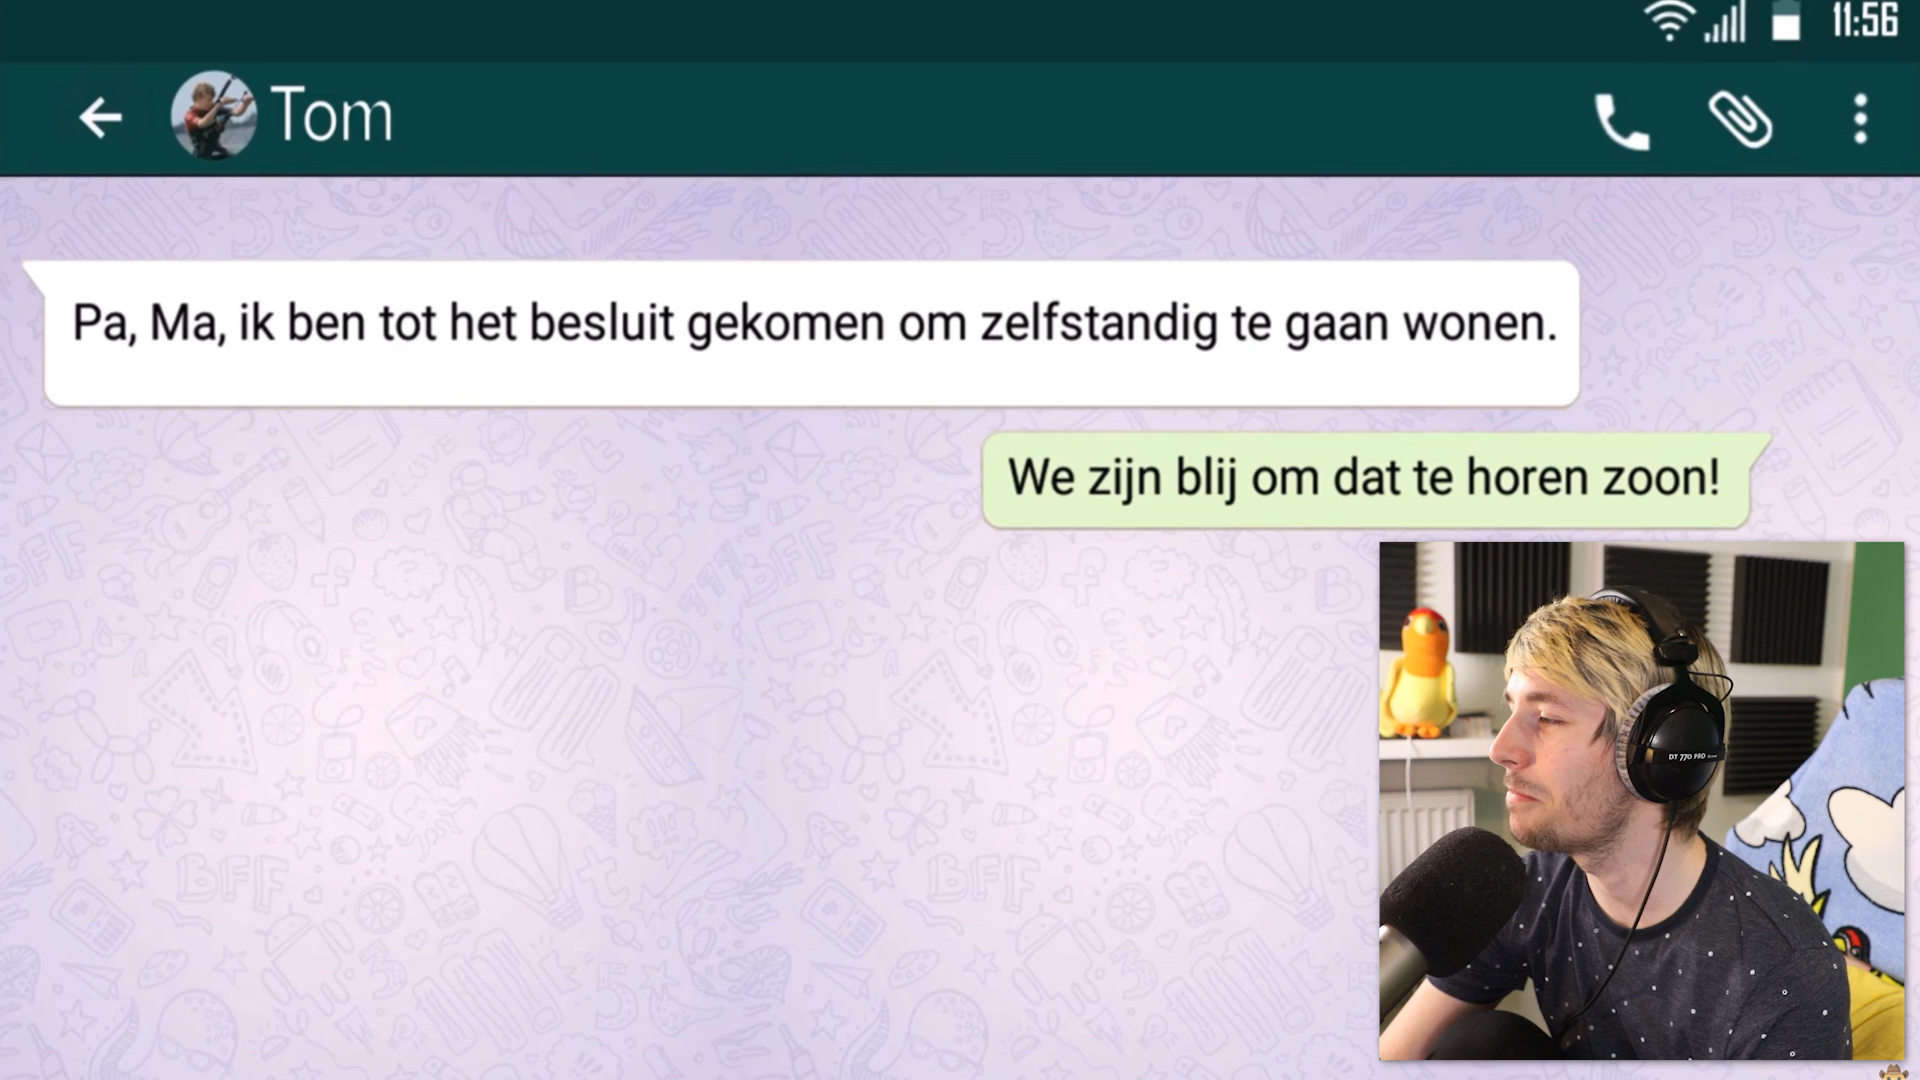 11:56
Tom
Pa, Ma, ik ben tot het besluit gekomen om zelfstandig te gaan wonen.
We zijn blij om dat te horen zoon!
DT 770 PRO